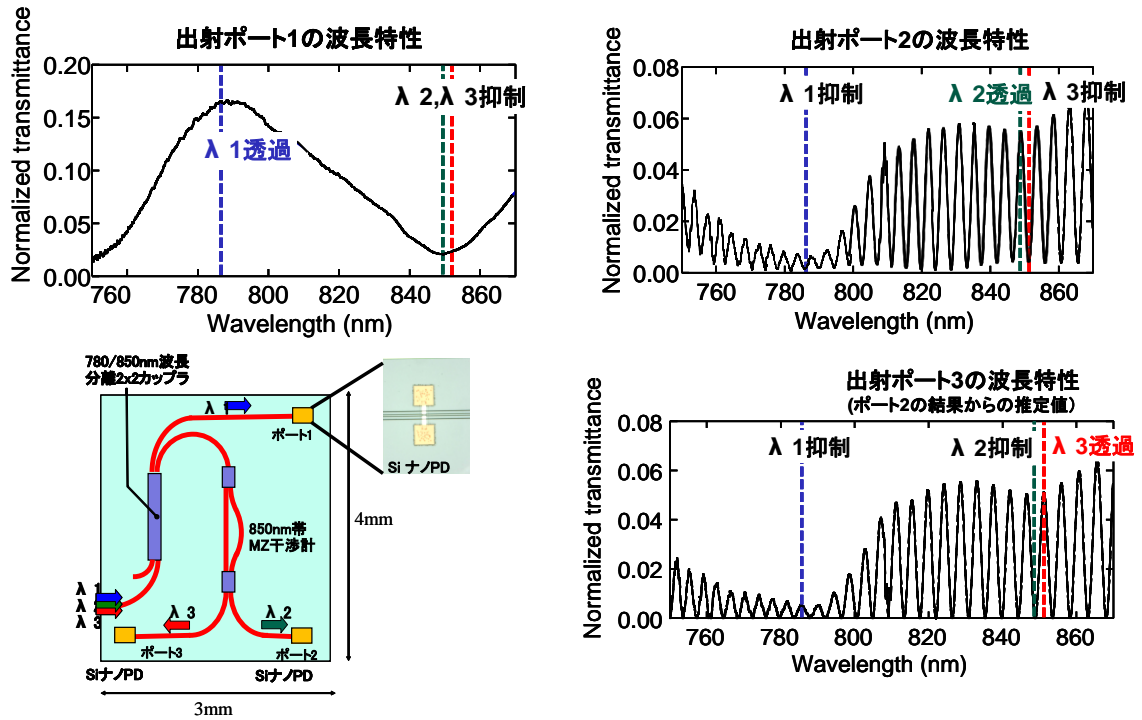 出射ポート1の波長特性
Normalized transmittance
0.20
0.15
0.10
0.05
0.00
λ 2,λ 3抑制
λ 1透過
760
780
800
820
840
860
Wavelength (nm)
出射ポート2の波長特性
Normalized transmittance
0.08
0.06
0.04
0.02
0.00
λ 1抑制
λ 2透過
λ 3抑制
760
780
800
820
840
860
Wavelength (nm)
780/850nm波長
分離2x2カップラ
λ 1
ポート1
Si ナノPD
850nm帯
MZ干渉計
4mm
λ 1
λ
λ 3
λ 3
λ 2
ポート3
ポート2
SiナノPD
SiナノPD
3mm
出射ポート3の波長特性
(ポート2の結果からの推定値)
Normalized transmittance
0.08
0.06
0.04
0.02
0.00
λ 1抑制
λ 2抑制
λ 3透過
760
780
800
820
840
860
Wavelength (nm)